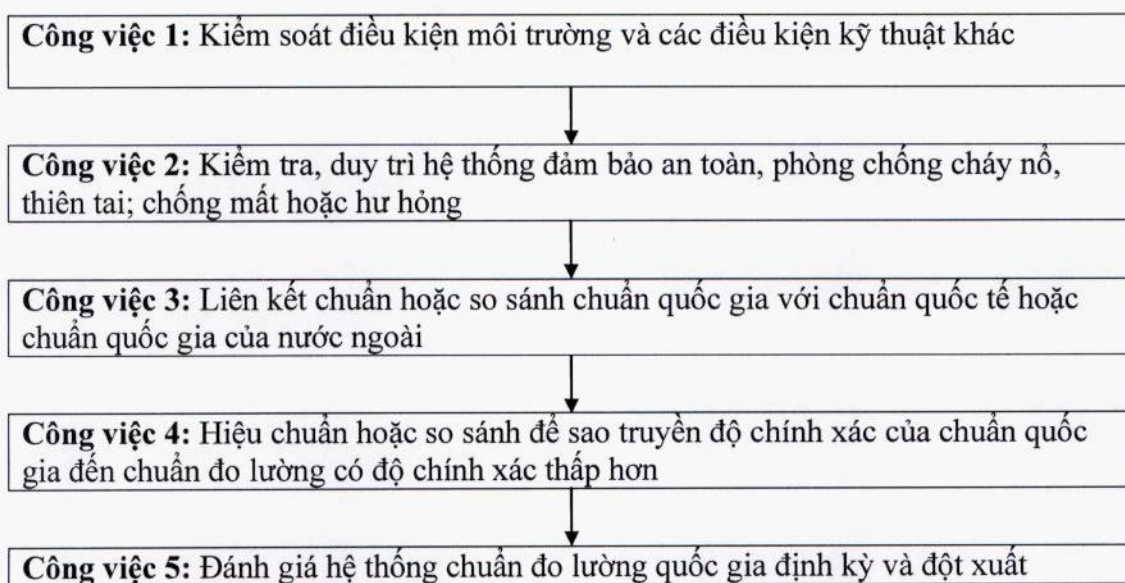 Công việc 1: Kiểm soát điều kiện môi trường và các điều kiện kỹ thuật khác
Công việc 2: Kiểm tra, duy trì hệ thống đảm bảo an toàn, phòng chống cháy nổ,
thiên tai; chống mất hoặc hư hỏng
Công việc 3: Liên kết chuẩn hoặc so sánh chuẩn quốc gia với chuẩn quốc tế hoặc
chuẩn quốc gia của nước ngoài
Công việc 4: Hiệu chuẩn hoặc so sánh để sao truyền độ chính xác của chuẩn quốc
gia đến chuẩn đo lường có độ chính xác thấp hơn
Công việc 5: Đánh giá hệ thống chuẩn đo lường quốc gia định kỳ và đột xuất